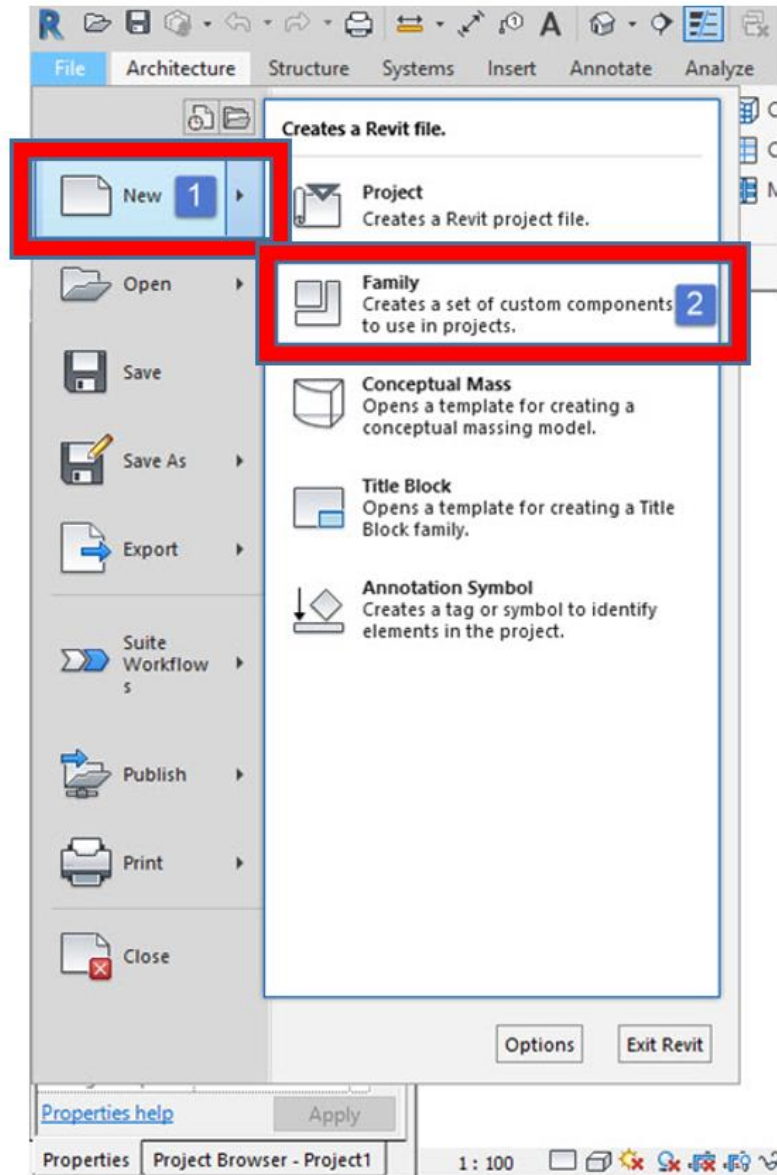 R
A
File Architecture Structure Systems Insert Annotate Analyze
Creates a Revit file.
New 1
Project
Creates a Revit project file.
Open
Family
Creates a set of custom components
to use in projects.
2
Save
Conceptual Mass
Opens a template for creating a
conceptual massing model.
Save As
Title Block
Opens a template for creating a Title
Block family.
Export
Annotation Symbol
Creates a tag or symbol to identify
elements in the project.
Suite
Workflow
s
Publish
Print
Close
Options Exit Revit
Properties help Apply
Properties Project Browser - Project1 1 : 100